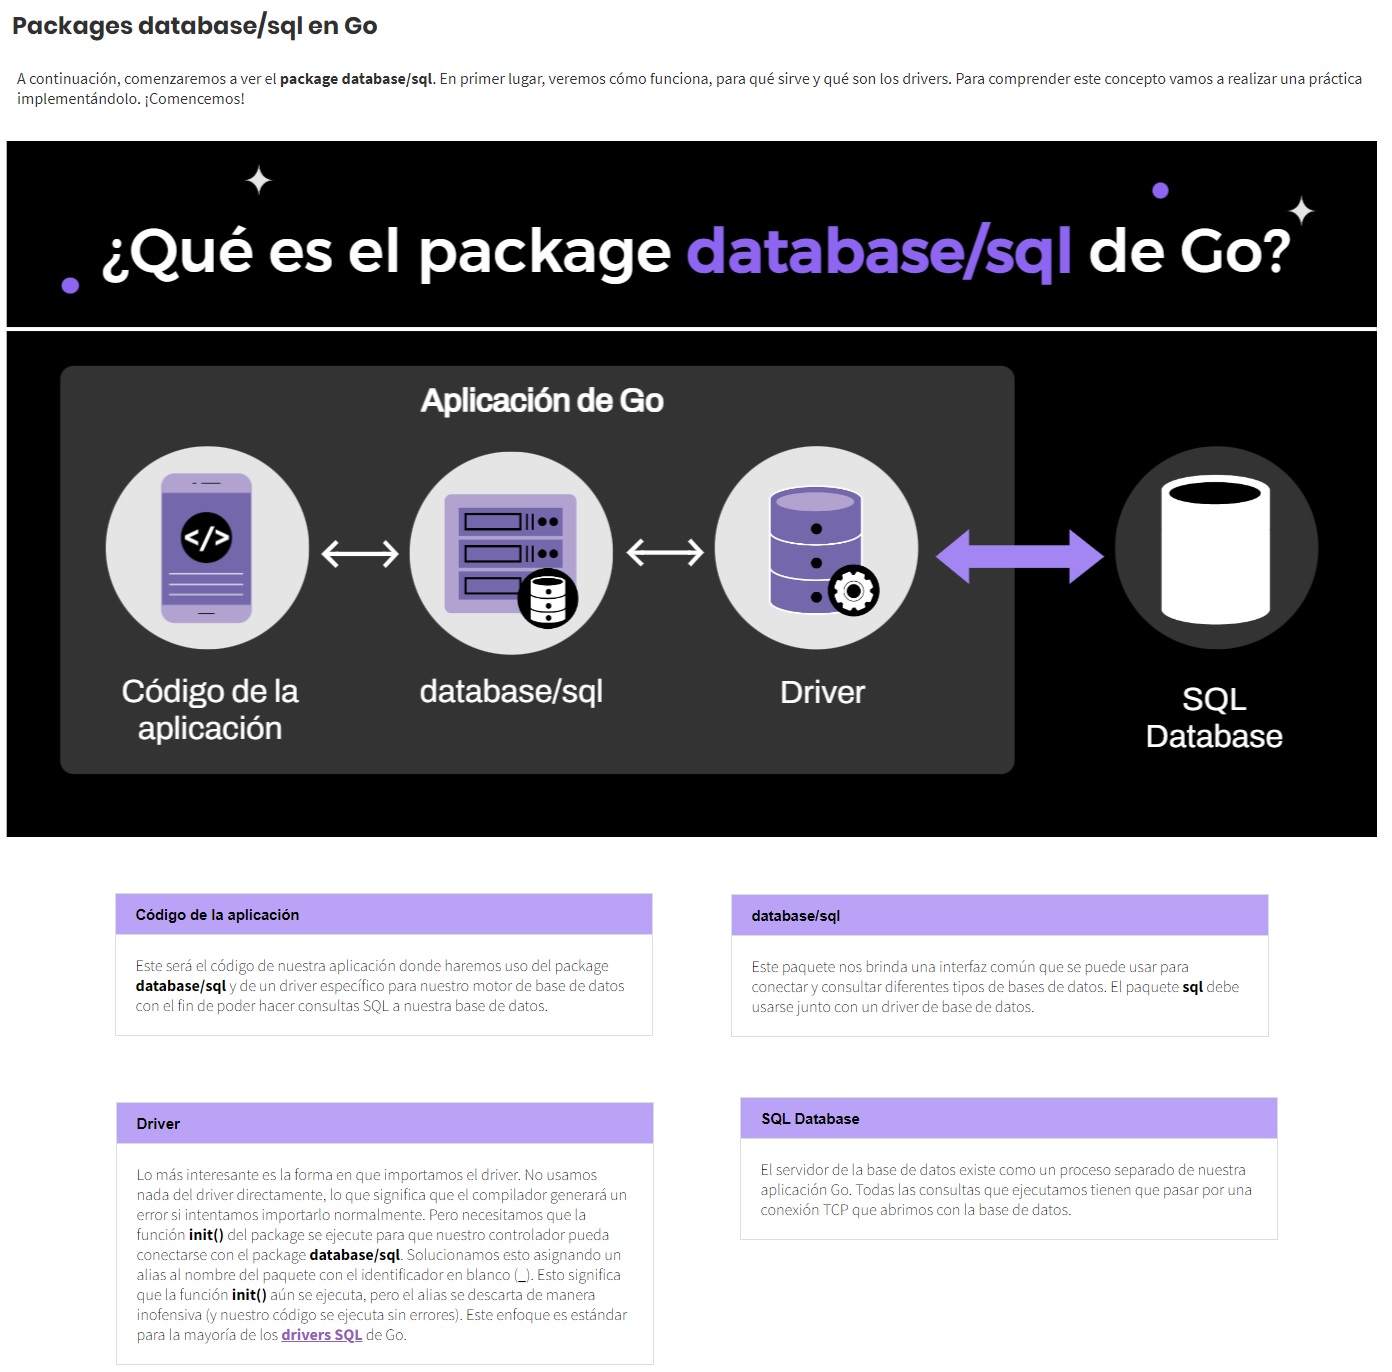 Packages database/sql en Go
A continuación, comenzaremos a ver el package database/sql. En primer lugar, veremos cómo funciona, para qué sirve y qué son los drivers. Para comprender este concepto vamos a realizar una práctica
implementándolo. ¡Comencemos!
¿Qué es el package database/sql de Go?
Aplicación de Go
</>
Código de la
aplicación
database/sql
Driver
SQL
Database
Código de la aplicación
Este será el código de nuestra aplicación donde haremos uso del package
database/sql y de un driver específico para nuestro motor de base de datos
con el fin de poder hacer consultas SQL a nuestra base de datos.
database/sql
Este paquete nos brinda una interfaz común que se puede usar para
conectar y consultar diferentes tipos de bases de datos. El paquete sql debe
usarse junto con un driver de base de datos.
Driver
Lo más interesante es la forma en que importamos el driver. No usamos
nada del driver directamente, lo que significa que el compilador generará un
error si intentamos importarlo normalmente. Pero necesitamos que la
función init() del package se ejecute para que nuestro controlador pueda
conectarse con el package database/sql. Solucionamos esto asignando un
alias al nombre del paquete con el identificador en blanco (_). Esto significa
que la función init() aún se ejecuta, pero el alias se descarta de manera
inofensiva (y nuestro código se ejecuta sin errores). Este enfoque es estándar
para la mayoría de los drivers SQL de Go.
SQL Database
El servidor de la base de datos existe como un proceso separado de nuestra
aplicación Go. Todas las consultas que ejecutamos tienen que pasar por una
conexión TCP que abrimos con la base de datos.